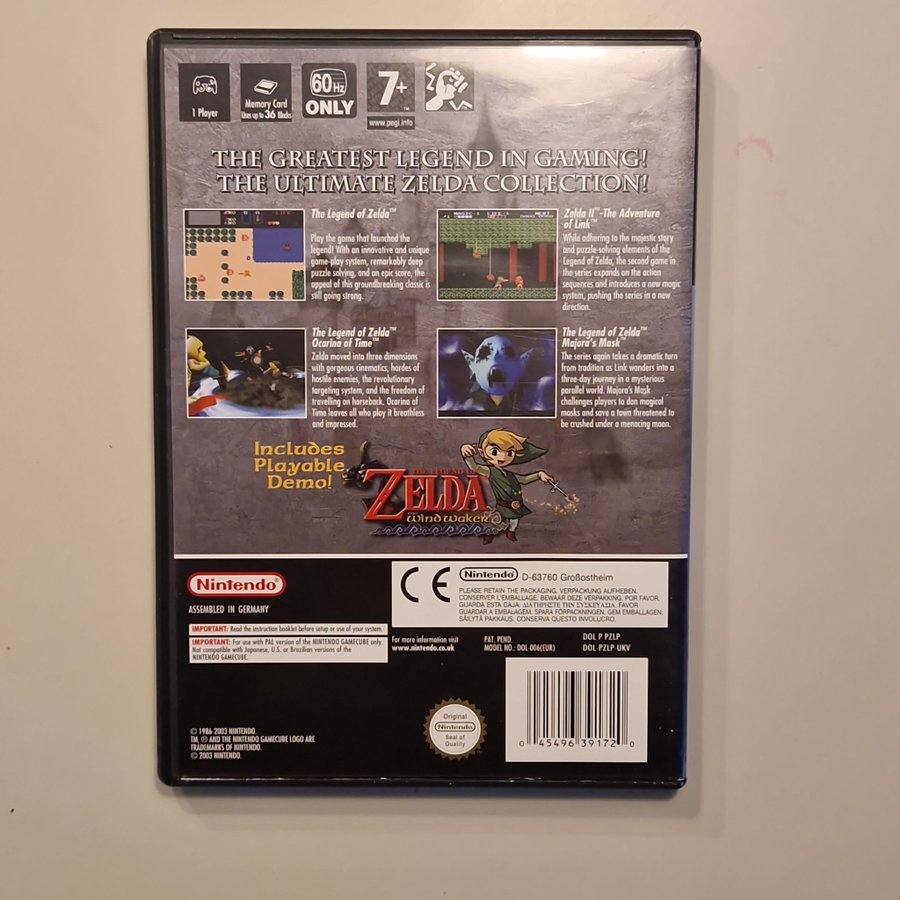 1 Player
Memory Card
Uses up to 36 Blocks
60Hz
ONLY
7+
™
www.pegi.info
THE GREATEST LEGEND IN GAMING!
THE ULTIMATE ZELDA COLLECTION!
The Legend of Zelda™
Play the game that launched the
legend! With an innovative and unique
game-play system, remarkably deep
puzzle solving, and an epic score, the
appeal of this groundbreaking classic is
still going strong.
Zelda II™-The Adventure
of Link™
While adhering to the majestic story
and puzzle-solving elements of the
Legend of Zelda, the second game in
the series expands on the action
sequences and introduces a new magic
system, pushing the series in a new
direction.
The Legend of Zelda™
Ocarina of Time™
Zelda moved into three dimensions
with gorgeous cinematics, hordes of
hostile enemies, the revolutionary
targeting system, and the freedom of
travelling on horseback. Ocarina of
Time leaves all who play it breathless
and impressed.
The Legend of Zelda™
Majora's Mask™
The series again takes a dramatic turn
from tradition as Link wanders into a
three-day journey in a mysterious
parallel world. Majora's Mask
challenges players to don magical
masks and save a town threatened to
be crushed under a menacing moon.
Includes
Playable
Demo!
THE LEGEND OF
ZELDA
The Wind Waker
Nintendo®
ASSEMBLED IN GERMANY
IMPORTANT: Read the instruction booklet before setup or use of your system.
IMPORTANT: For use with PAL version of the NINTENDO GAMECUBE only.
Not compatible with Japanese, U.S. or Brazilian versions of the
NINTENDO GAMECUBE.
CE Nintendo® D-63760 Großostheim
PLEASE RETAIN THE PACKAGING. VERPACKUNG AUFHEBEN.
CONSERVER L'EMBALLAGE. BEWAAR DEZE VERPAKKING. POR FAVOR,
GUARDA ESTA CAJA. ΔΙΑΤΗΡΗΣΤΕ ΤΗΝ ΣΥΣΚΕΥΑΣΙΑ. FAVOR
GUARDAR A EMBALAGEM. SPARA FÖRPACKNINGEN. GEM EMBALLAGEN.
SÄLYTÄ PAKKAUS. CONSERVA QUESTO INVOLUCRO.
For more information visit
www.nintendo.co.uk
PAT. PEND.
MODEL NO.: DOL-006(EUR)
DOL P PZLP
DOL-PZLP-UKV
© 1986-2003 NINTENDO.
TM, ® AND THE NINTENDO GAMECUBE LOGO ARE
TRADEMARKS OF NINTENDO.
© 2003 NINTENDO.
Original
Nintendo
Seal of
Quality
0 45496 39172 0